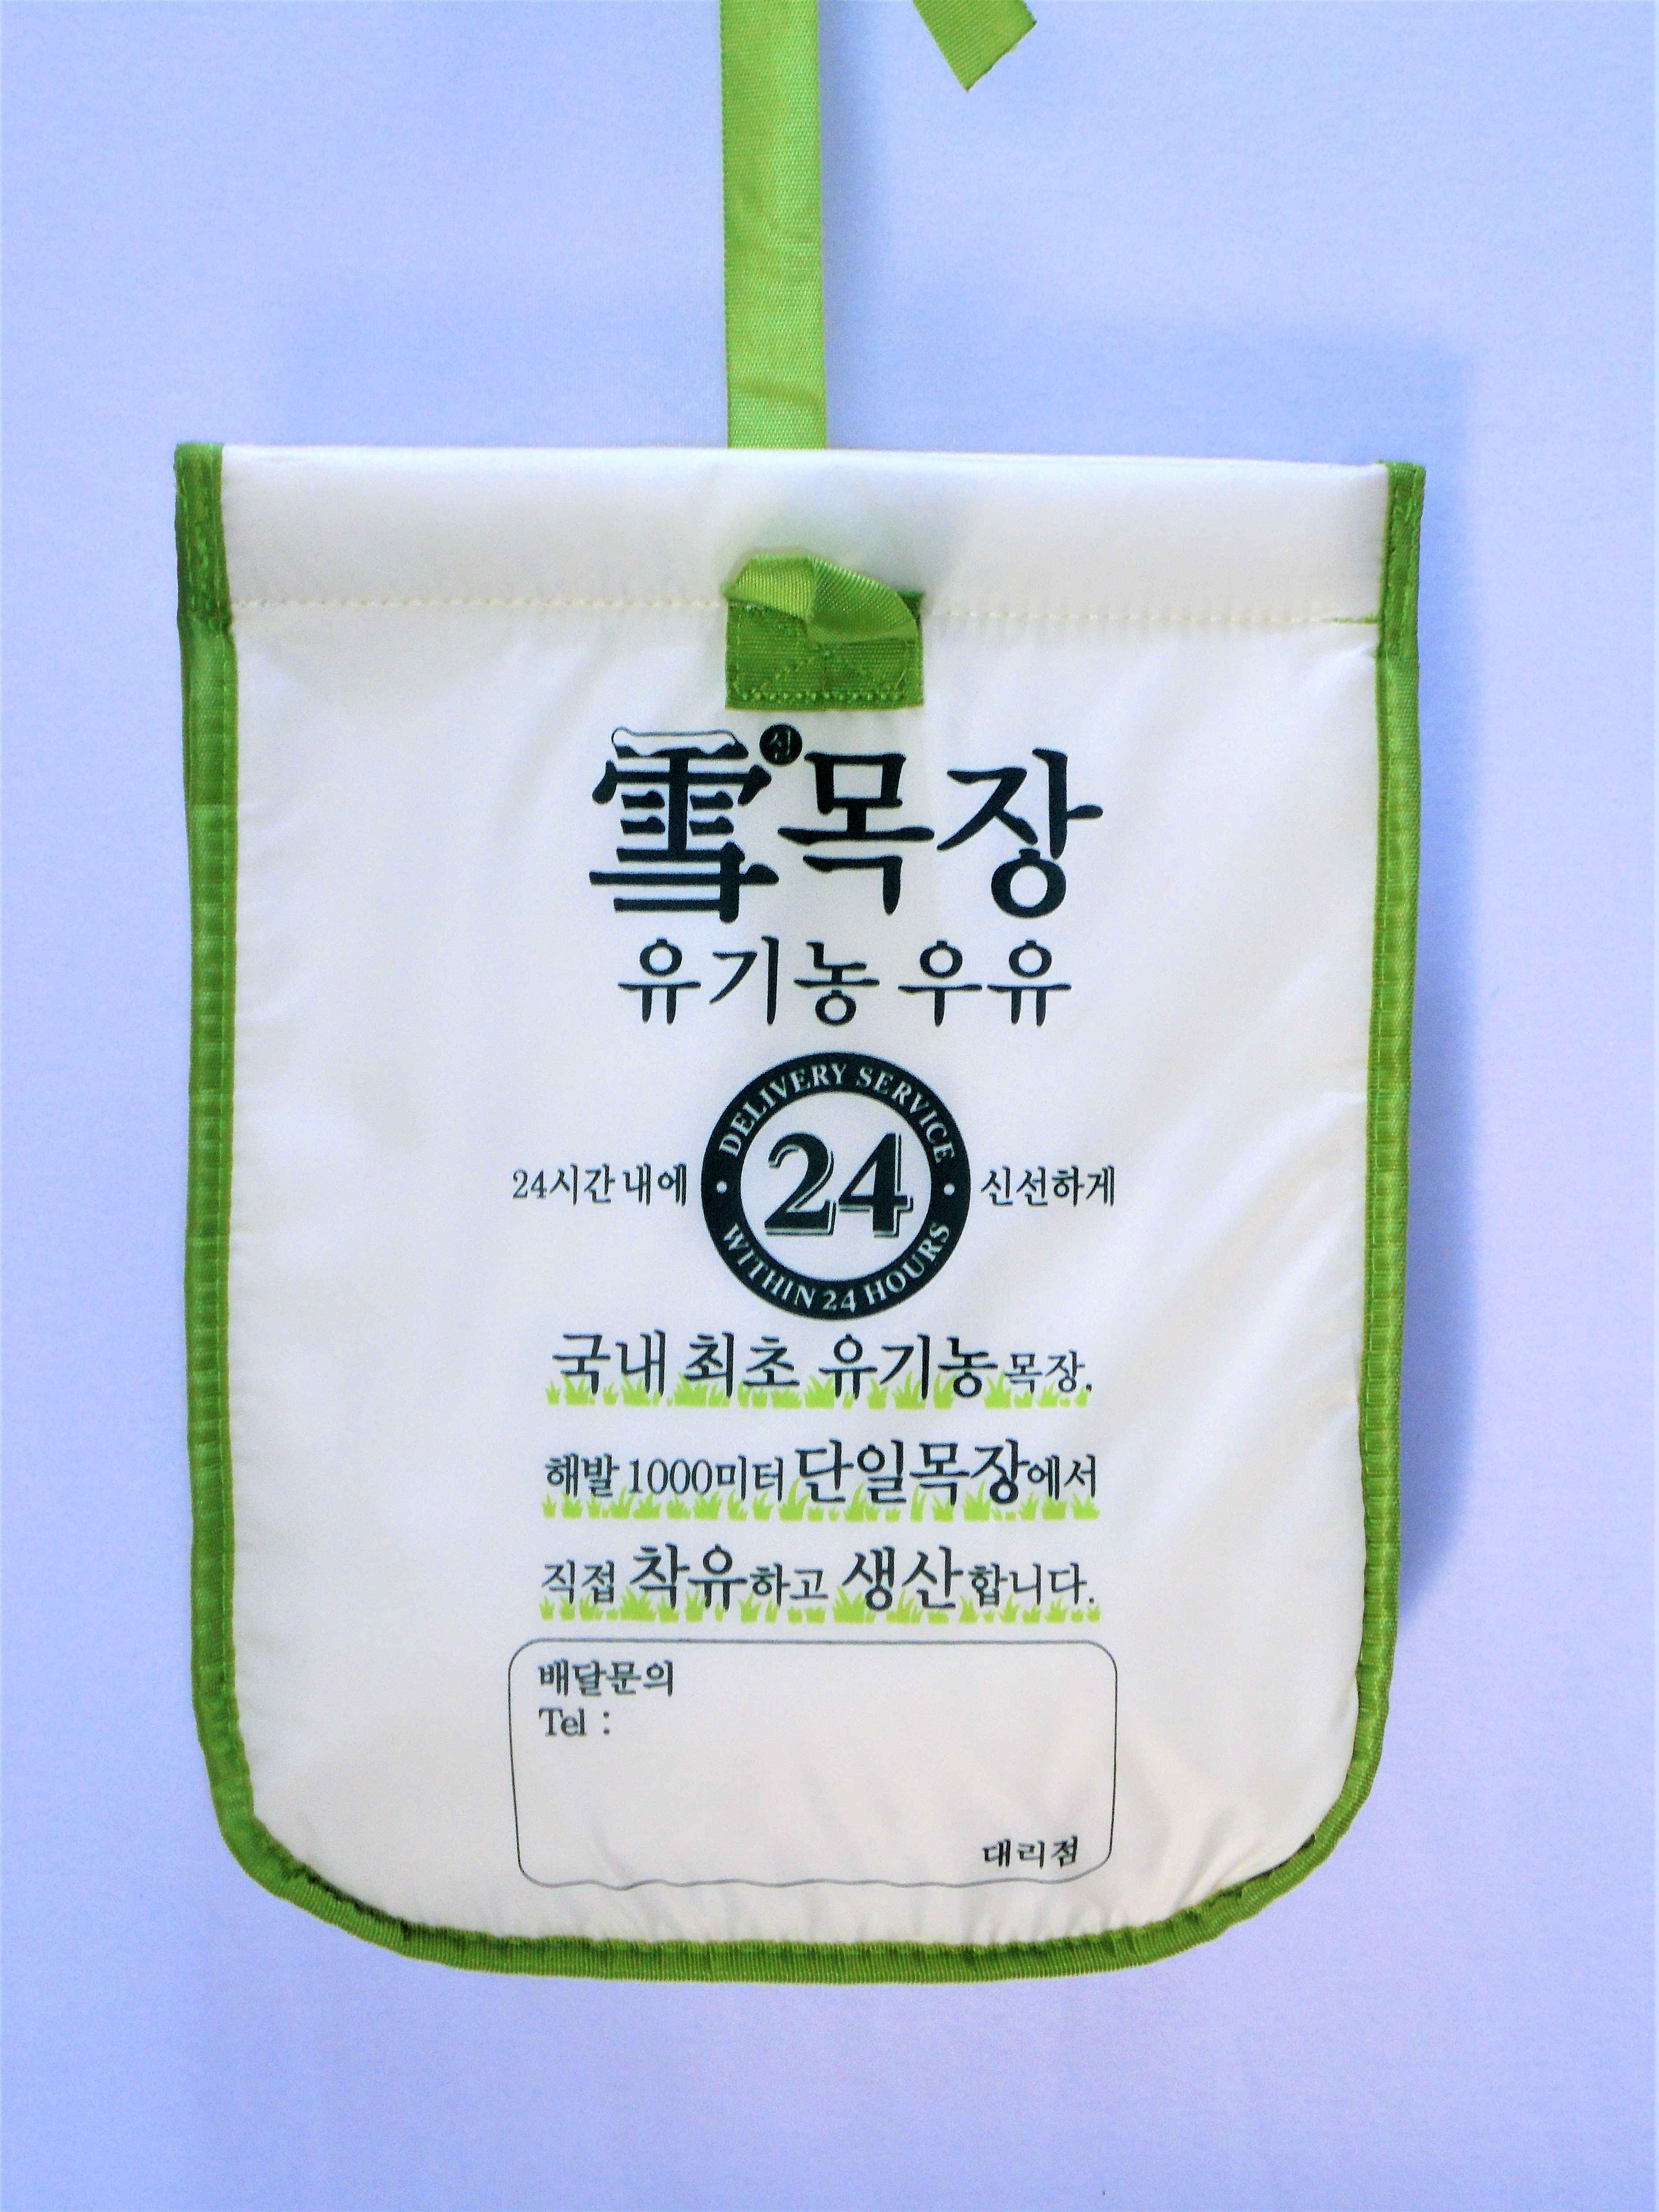 雪신목장
유기농 우유
DELIVERY SERVICE
24시간 내에 24 신선하게
WITHIN 24 HOURS
국내 최초 유기농 목장.
해발 1000미터 단일목장에서
직접 착유하고 생산합니다.
배달문의
Tel :
대리점